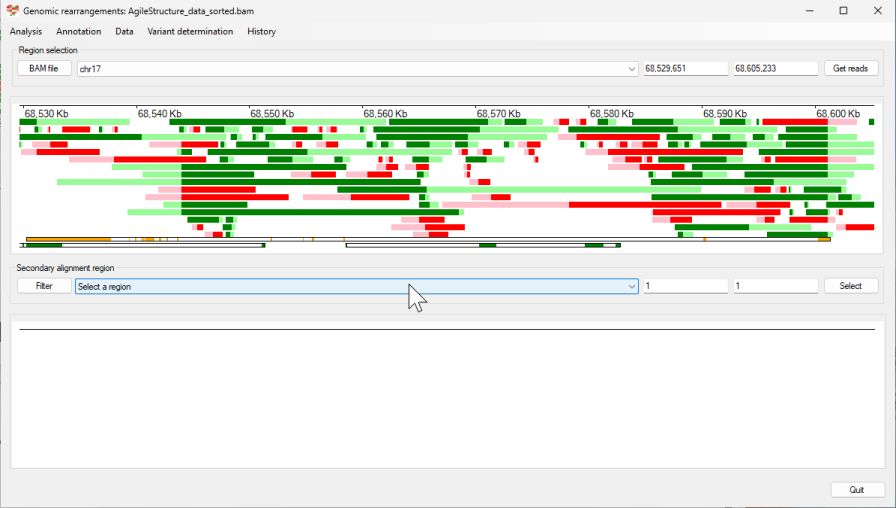 Genomic rearrangements: AgileStructure_data_sorted.bam
Analysis Annotation Data Variant determination History
Region selection
BAM file chr17 68,529,651 68,605,233 Get reads
68,530 Kb 68,540 Kb 68,550 Kb 68,560 Kb 68,570 Kb 68,580 Kb 68,590 Kb 68,600 Kb
Secondary alignment region
Filter Select a region 1 1 Select
Quit